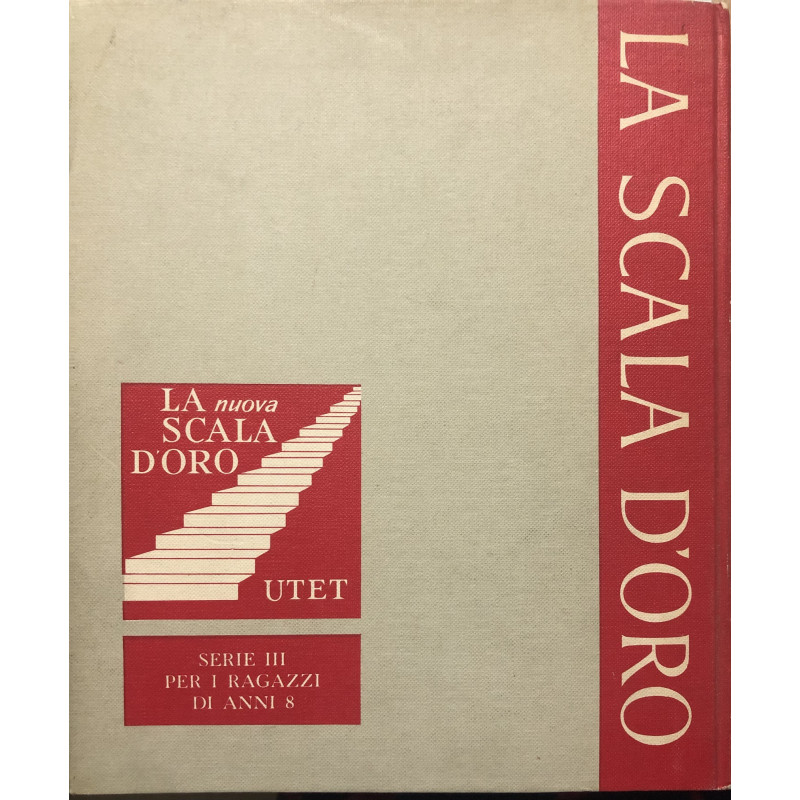 LA SCALA D'ORO
LA nuova
SCALA
D'ORO
UTET
SERIE III
PER I RAGAZZI
DI ANNI 8